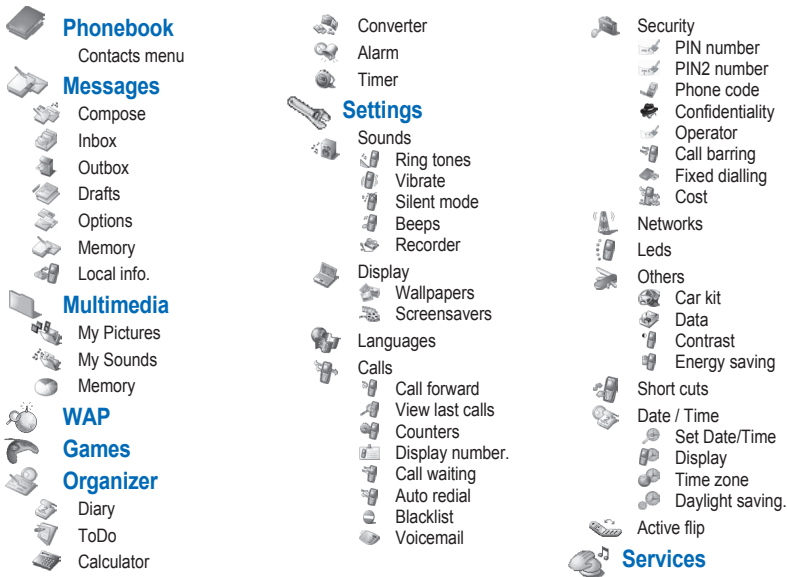 Phonebook
Contacts menu
Messages
Compose
Inbox
Outbox
Drafts
Options
Memory
Local info.
Multimedia
My Pictures
My Sounds
Memory
WAP
Games
Organizer
Diary
ToDo
Calculator
Converter
Alarm
Timer
Settings
Sounds
Ring tones
Vibrate
Silent mode
Beeps
Recorder
Display
Wallpapers
Screensavers
Languages
Calls
Call forward
View last calls
Counters
Display number.
Call waiting
Auto redial
Blacklist
Voicemail
Security
PIN number
PIN2 number
Phone code
Confidentiality
Operator
Call barring
Fixed dialling
Cost
Networks
Leds
Others
Car kit
Data
Contrast
Energy saving
Short cuts
Date / Time
Set Date/Time
Display
Time zone
Daylight saving.
Active flip
Services